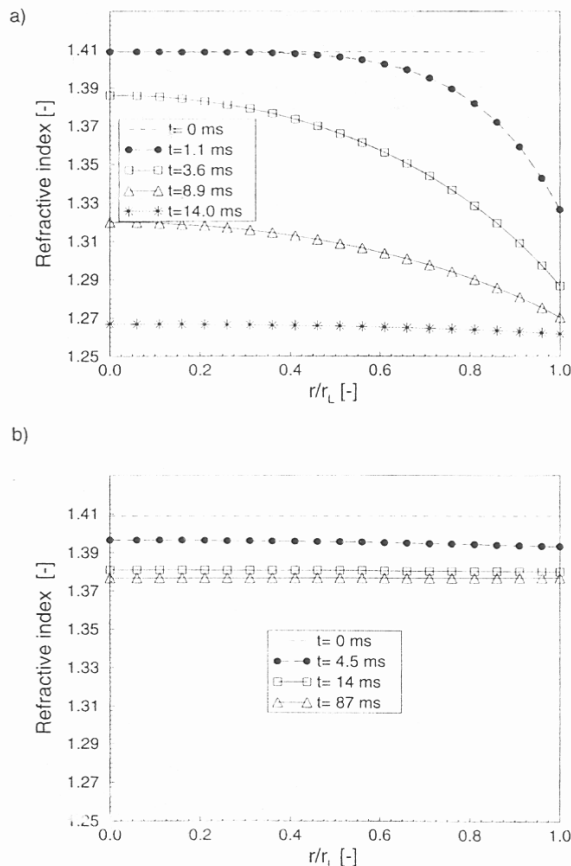 a)
Refractive index [-]
1.41
1.39
1.37
1.35
1.33
1.31
1.29
1.27
1.25
t= 0 ms
t=1.1 ms
t=3.6 ms
t=8.9 ms
t=14.0 ms
0.0 0.2 0.4 0.6 0.8 1.0
r/r_L [-]
b)
Refractive index [-]
1.41
1.39
1.37
1.35
1.33
1.31
1.29
1.27
1.25
t= 0 ms
t= 4.5 ms
t= 14 ms
t= 87 ms
0.0 0.2 0.4 0.6 0.8 1.0
r/r_L [-]